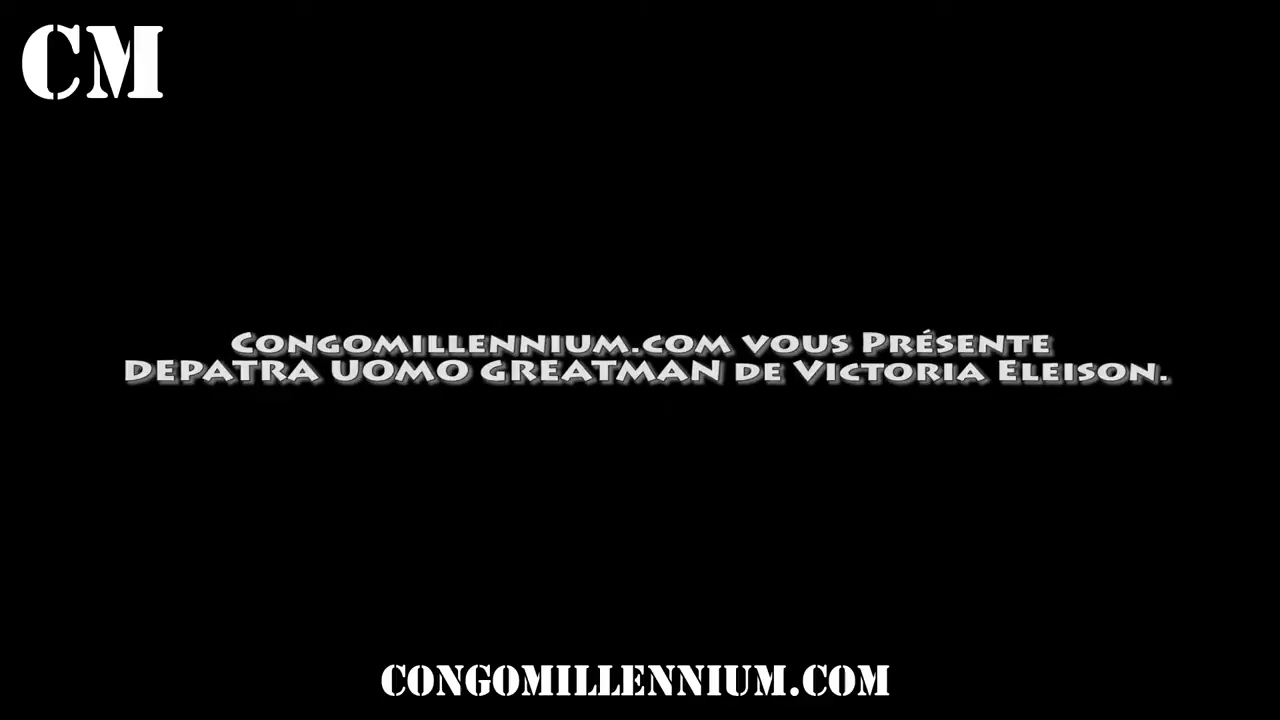 CM
Congomillennium.com vous Présente
DEPATRA UOMO GREATMAN de Victoria Eleison.
CONGOMILLENNIUM.COM